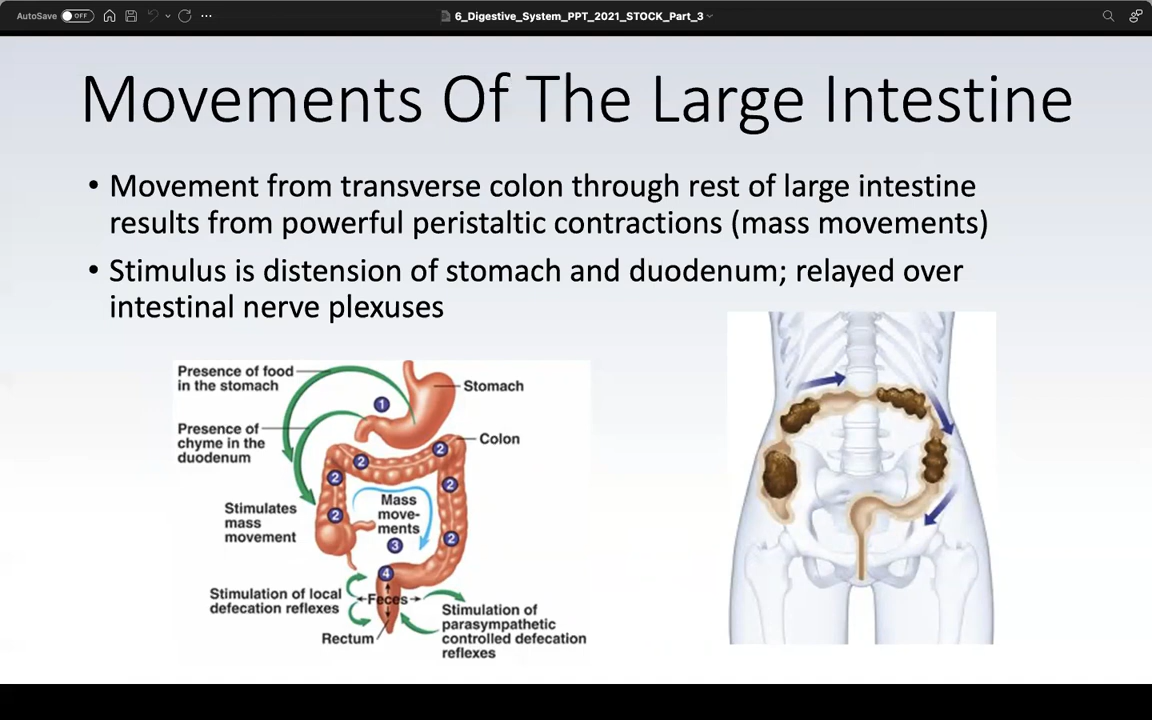 AutoSave OFF
6_Digestive_System_PPT_2021_STOCK_Part_3
Movements Of The Large Intestine
• Movement from transverse colon through rest of large intestine
results from powerful peristaltic contractions (mass movements)
• Stimulus is distension of stomach and duodenum; relayed over
intestinal nerve plexuses
Presence of food
in the stomach
Stomach
1
Presence of
chyme in the
duodenum
Colon
2
2
2
2
2
2
Stimulates
mass
movement
Mass
move-
ments
3
4
Stimulation of local
defecation reflexes
Feces
Rectum
Stimulation of
parasympathetic
controlled defecation
reflexes